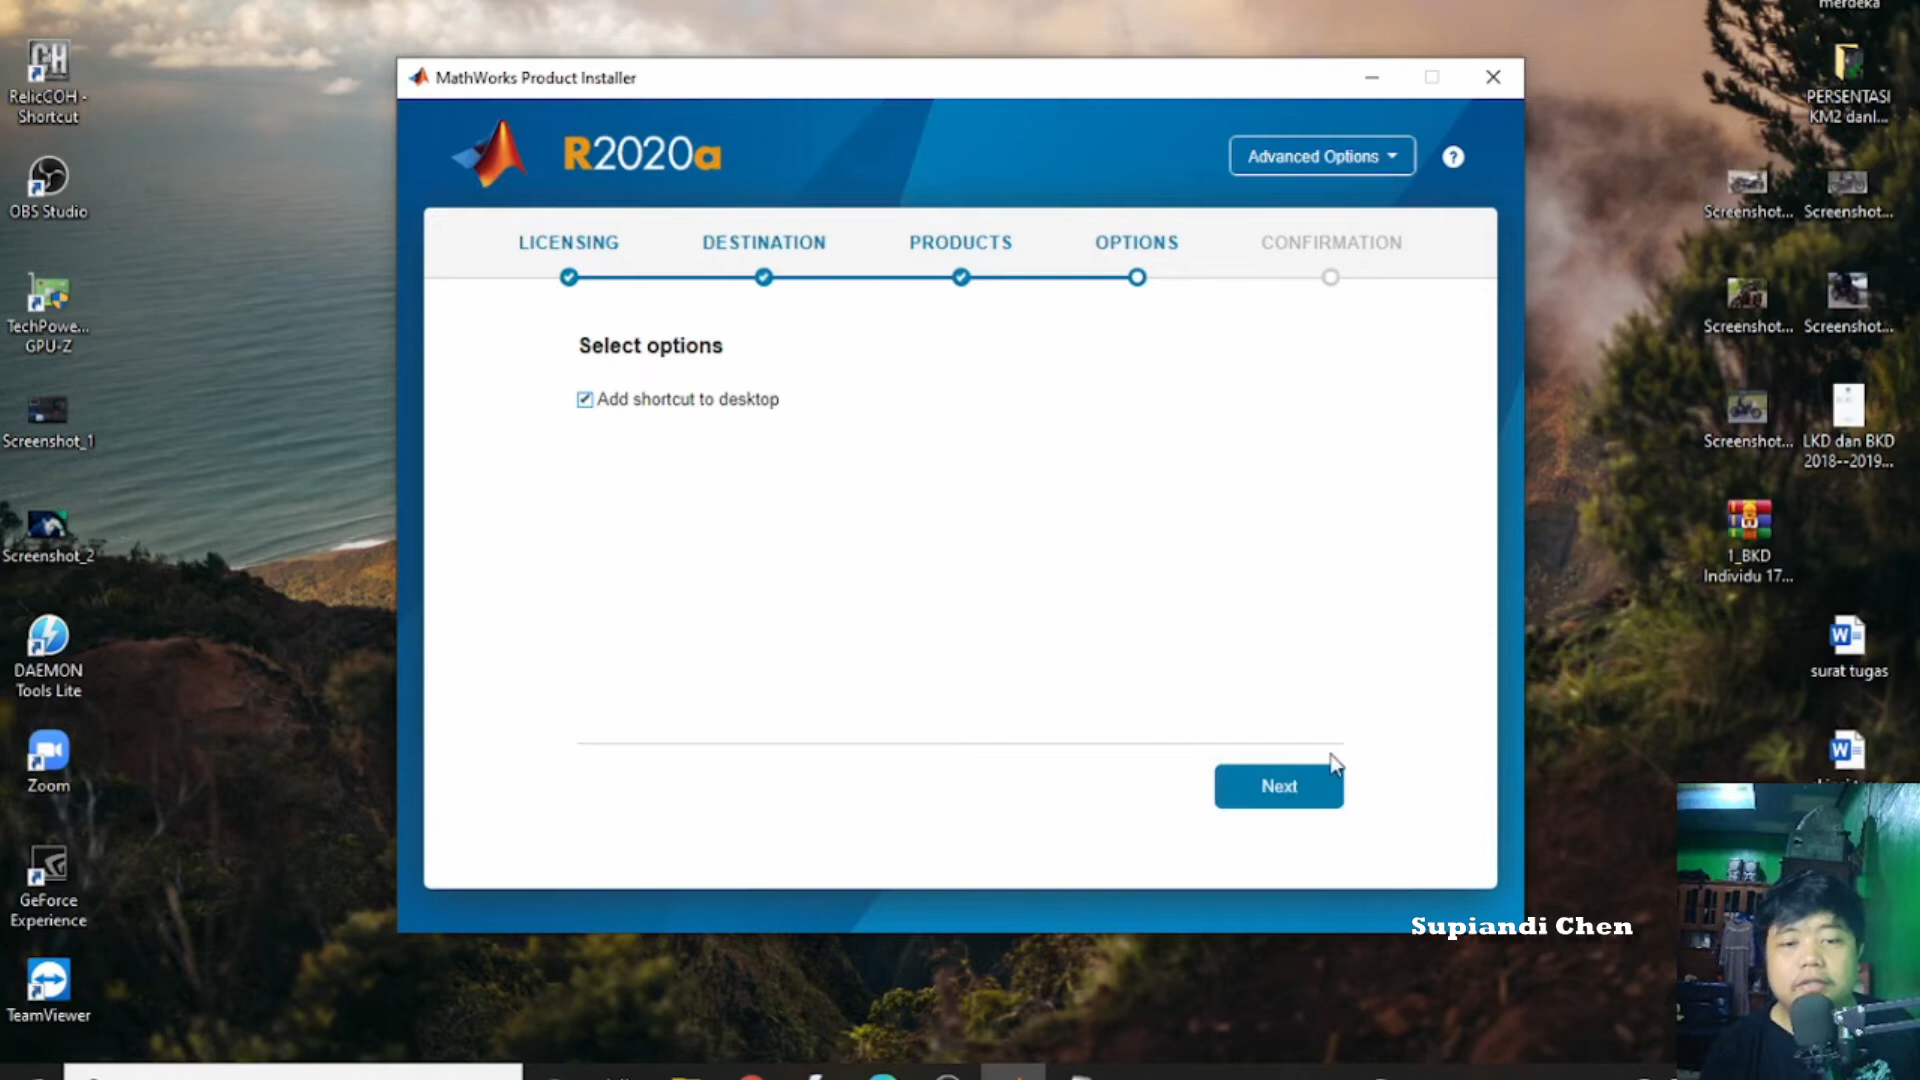 RelicCOH -
Shortcut
OBS Studio
TechPowe...
GPU-Z
Screenshot_1
Screenshot_2
DAEMON
Tools Lite
Zoom
GeForce
Experience
TeamViewer
MathWorks Product Installer
R2020a
Advanced Options
?
LICENSING
DESTINATION
PRODUCTS
OPTIONS
CONFIRMATION
Select options
Add shortcut to desktop
Next
Supiandi Chen
merdeka
PERSENTASI
KM2 danI...
Screenshot...
Screenshot...
Screenshot...
Screenshot...
Screenshot...
LKD dan BKD
2018--2019...
1_BKD
Individu 17...
surat tugas